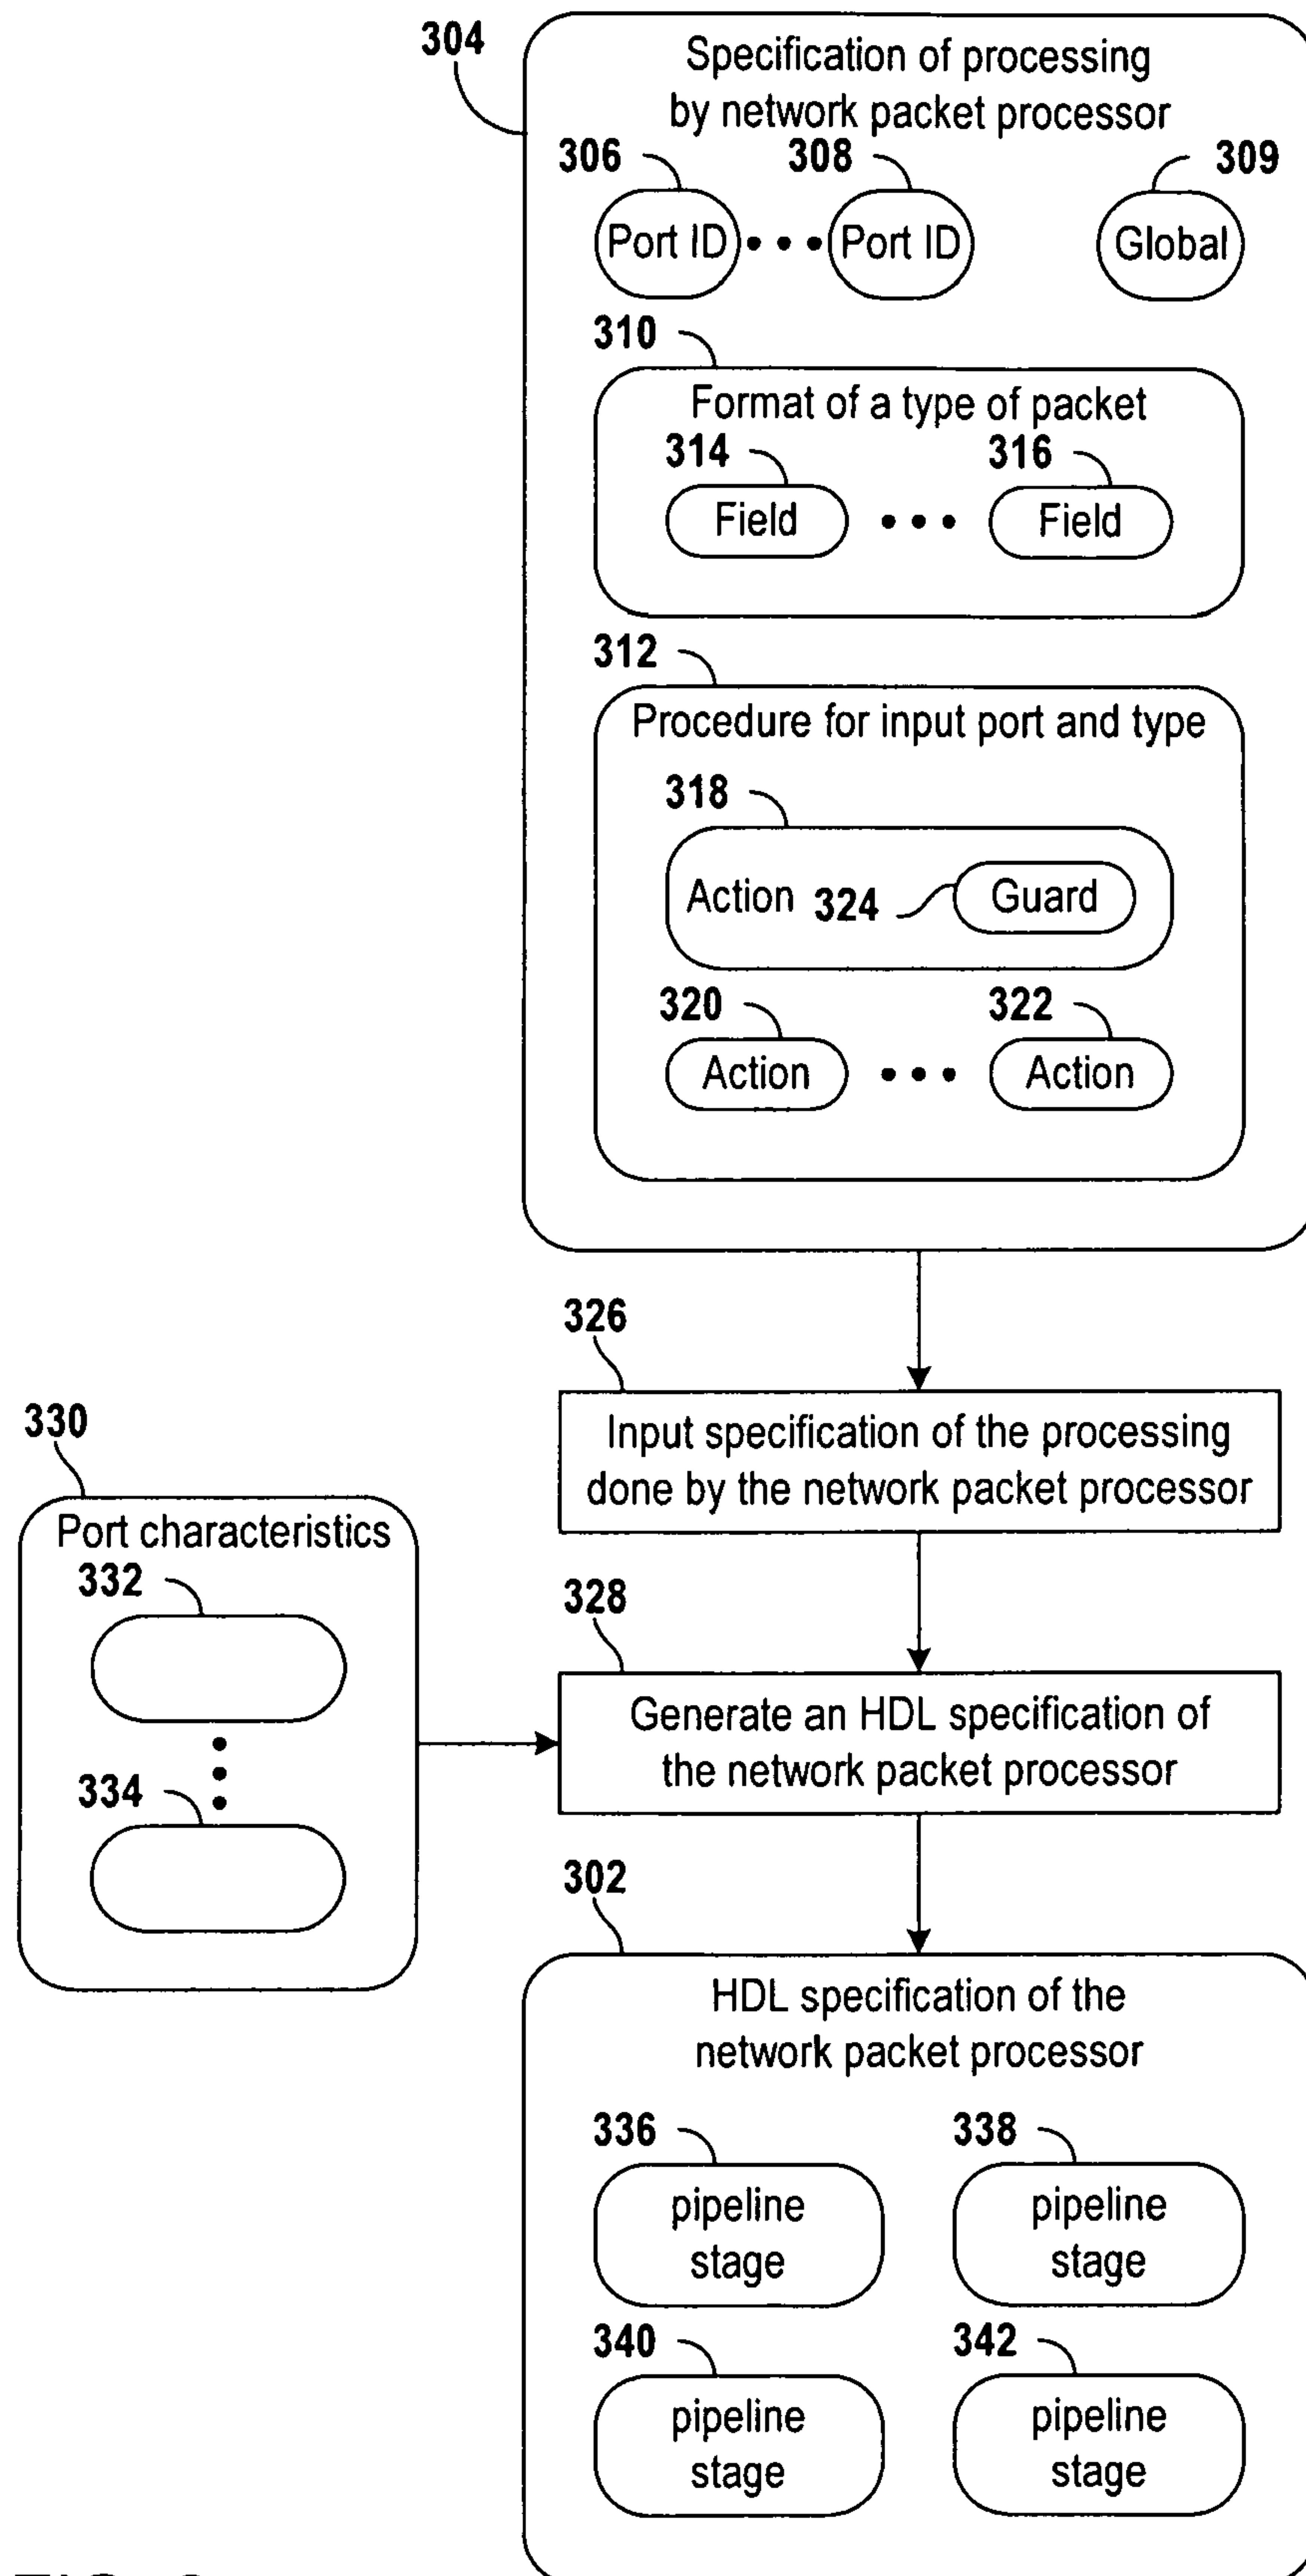 304
Specification of processing
by network packet processor
306
308
309
Port ID
Port ID
Global
310
Format of a type of packet
314
316
Field
Field
312
Procedure for input port and type
318
Action
324
Guard
320
322
Action
Action
326
Input specification of the processing
done by the network packet processor
330
Port characteristics
332
334
328
Generate an HDL specification of
the network packet processor
302
HDL specification of the
network packet processor
336
338
pipeline
stage
pipeline
stage
340
342
pipeline
stage
pipeline
stage